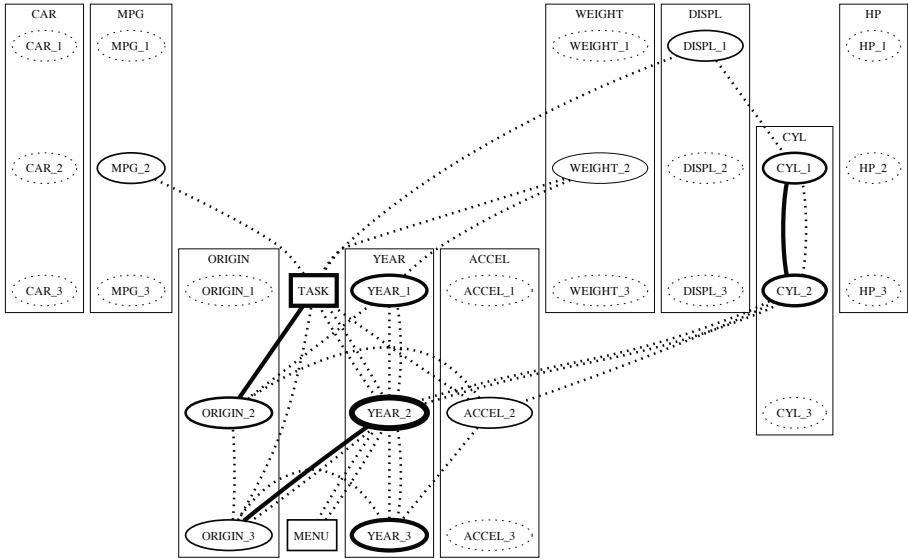 CAR MPG WEIGHT DISPL HP
CAR_1 MPG_1 WEIGHT_1 DISPL_1 HP_1
CYL
CAR_2 MPG_2 WEIGHT_2 DISPL_2 CYL_1 HP_2
ORIGIN YEAR ACCEL
CAR_3 MPG_3 ORIGIN_1 TASK YEAR_1 ACCEL_1 WEIGHT_3 DISPL_3 CYL_2 HP_3
ORIGIN_2 YEAR_2 ACCEL_2 CYL_3
ORIGIN_3 MENU YEAR_3 ACCEL_3